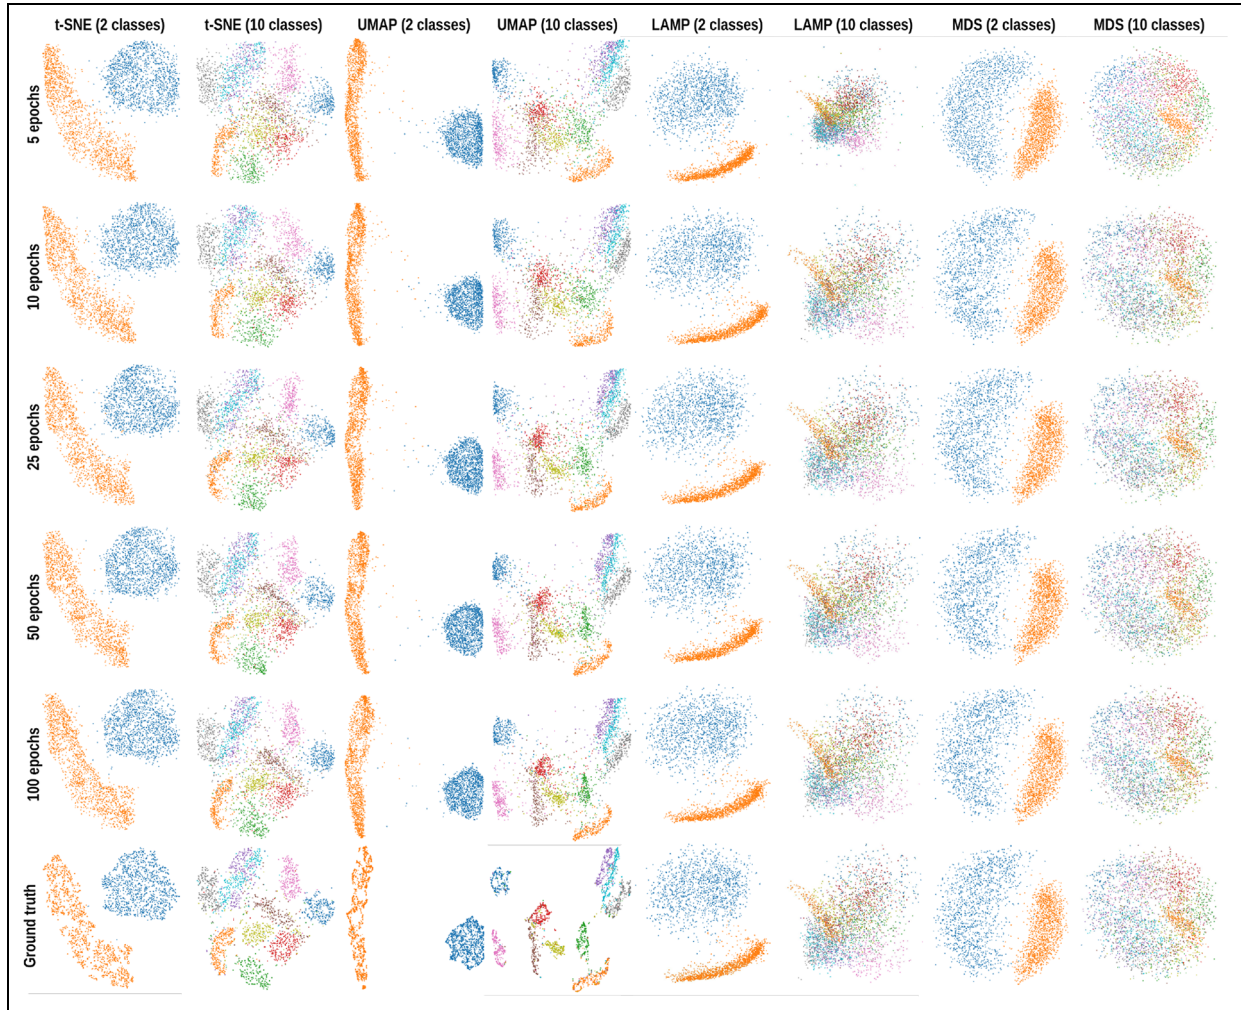 t-SNE (2 classes) t-SNE (10 classes) UMAP (2 classes) UMAP (10 classes) LAMP (2 classes) LAMP (10 classes) MDS (2 classes) MDS (10 classes)
5 epochs
10 epochs
25 epochs
50 epochs
100 epochs
Ground truth